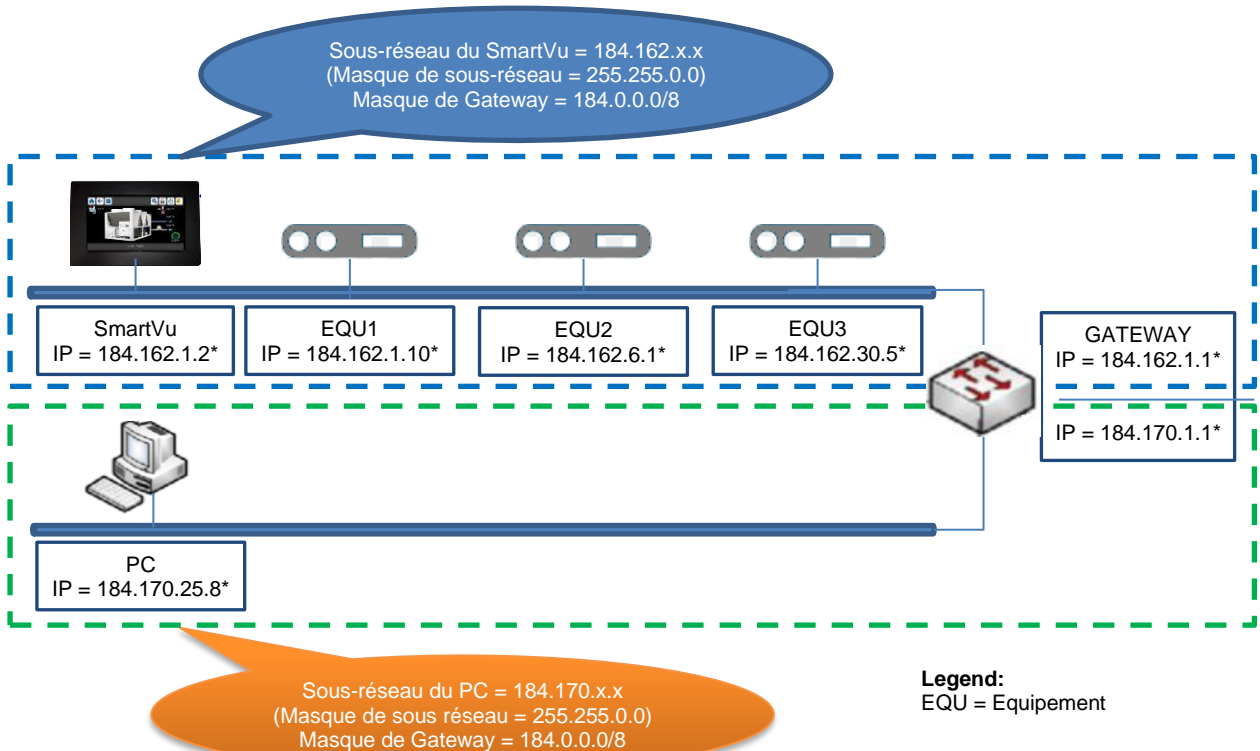 Sous-réseau du SmartVu = 184.162.x.x
(Masque de sous-réseau = 255.255.0.0)
Masque de Gateway = 184.0.0.0/8
SmartVu
IP = 184.162.1.2*
EQU1
IP = 184.162.1.10*
EQU2
IP = 184.162.6.1*
EQU3
IP = 184.162.30.5*
GATEWAY
IP = 184.162.1.1*
IP = 184.170.1.1*
PC
IP = 184.170.25.8*
Sous-réseau du PC = 184.170.x.x
(Masque de sous réseau = 255.255.0.0)
Masque de Gateway = 184.0.0.0/8
Legend:
EQU = Equipement